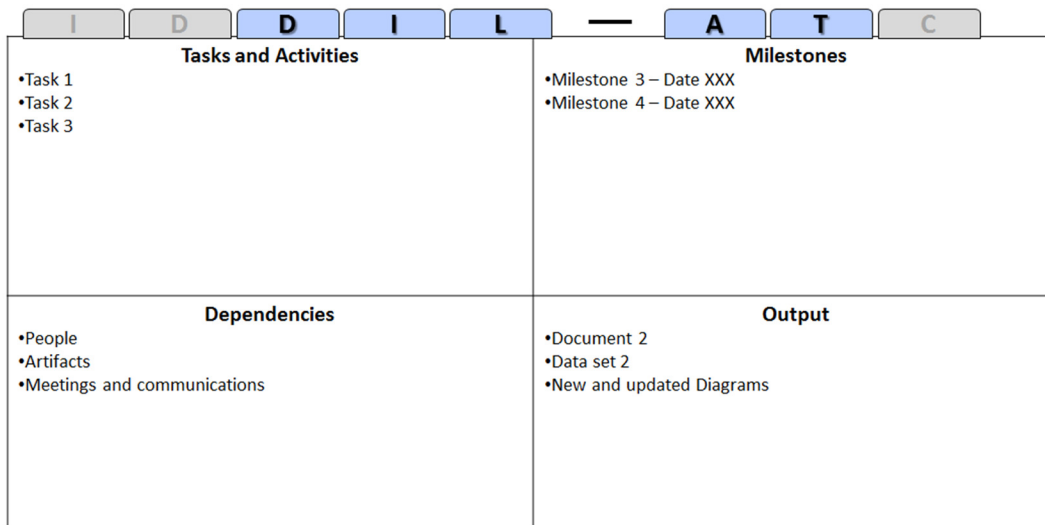 I D D I L — A T C
Tasks and Activities
•Task 1
•Task 2
•Task 3
Milestones
•Milestone 3 – Date XXX
•Milestone 4 – Date XXX
Dependencies
•People
•Artifacts
•Meetings and communications
Output
•Document 2
•Data set 2
•New and updated Diagrams